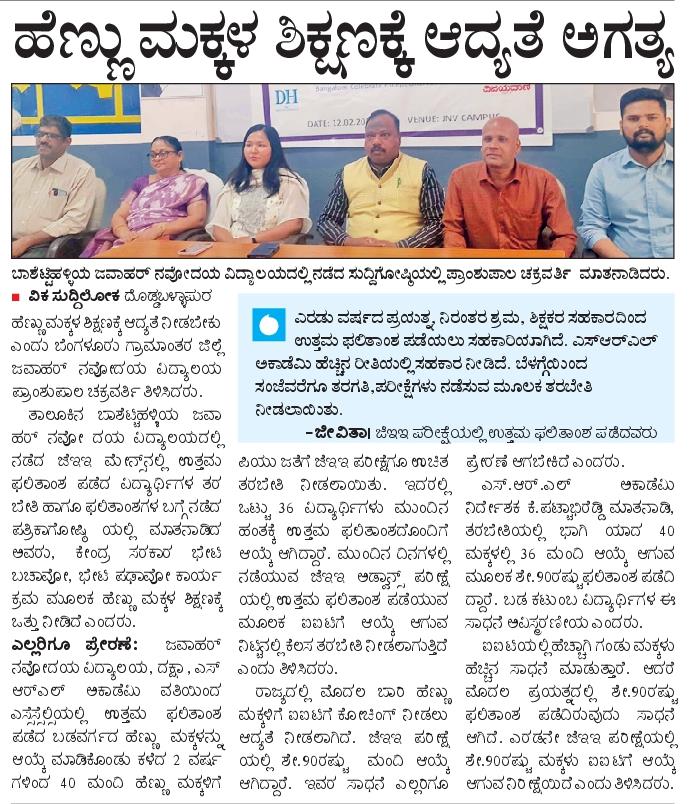 ಹೆಣ್ಣು ಮಕ್ಕಳ ಶಿಕ್ಷಣಕ್ಕೆ ಆದ್ಯತೆ ಅಗತ್ಯ
Bangalore
DH
ವಿಜಯವಾಣಿ
DATE: 12.02.20
VENUE: JNV CAMPUS
ಬಾಶೆಟ್ಟಿಹಳ್ಳಿಯ ಜವಾಹರ್ ನವೋದಯ ವಿದ್ಯಾಲಯದಲ್ಲಿ ನಡೆದ ಸುದ್ದಿಗೋಷ್ಠಿಯಲ್ಲಿ ಪ್ರಾಂಶುಪಾಲ ಚಕ್ರವರ್ತಿ ಮಾತನಾಡಿದರು.
■ ವಿಕ ಸುದ್ದಿಲೋಕ ದೊಡ್ಡಬಳ್ಳಾಪುರ
ಹೆಣ್ಣು ಮಕ್ಕಳ ಶಿಕ್ಷಣಕ್ಕೆ ಆದ್ಯತೆ ನೀಡಬೇಕು
ಎಂದು ಬೆಂಗಳೂರು ಗ್ರಾಮಾಂತರ ಜಿಲ್ಲೆ
ಜವಾಹರ್ ನವೋದಯ ವಿದ್ಯಾಲಯ
ಪ್ರಾಂಶುಪಾಲ ಚಕ್ರವರ್ತಿ ತಿಳಿಸಿದರು.
ತಾಲೂಕಿನ ಬಾಶೆಟ್ಟಿಹಳ್ಳಿಯ ಜವಾ
ಹರ್ ನವೋ ದಯ ವಿದ್ಯಾಲಯದಲ್ಲಿ
ನಡೆದ ಜೆಇಇ ಮೇನ್ಸ್‌ನಲ್ಲಿ ಉತ್ತಮ
ಫಲಿತಾಂಶ ಪಡೆದ ವಿದ್ಯಾರ್ಥಿಗಳ ತರ
ಬೇತಿ ಹಾಗೂ ಫಲಿತಾಂಶಗಳ ಬಗ್ಗೆ ನಡೆದ
ಪತ್ರಿಕಾಗೋಷ್ಠಿ ಯಲ್ಲಿ ಮಾತನಾಡಿದ
ಅವರು, ಕೇಂದ್ರ ಸರಕಾರ ಭೇಟಿ
ಬಚಾವೋ, ಭೇಟಿ ಪಢಾವೋ ಕಾರ್ಯ
ಕ್ರಮ ಮೂಲಕ ಹೆಣ್ಣು ಮಕ್ಕಳ ಶಿಕ್ಷಣಕ್ಕೆ
ಒತ್ತು ನೀಡಿದೆ ಎಂದರು.
ಎಲ್ಲರಿಗೂ ಪ್ರೇರಣೆ: ಜವಾಹರ್
ನವೋದಯ ವಿದ್ಯಾಲಯ, ದಕ್ಷಾ, ಎಸ್
ಆರ್‌ಎಲ್ ಅಕಾಡೆಮಿ ವತಿಯಿಂದ
ಎಸ್ಸೆಸ್ಸೆಲ್ಸಿಯಲ್ಲಿ ಉತ್ತಮ ಫಲಿತಾಂಶ
ಪಡೆದ ಬಡವರ್ಗದ ಹೆಣ್ಣು ಮಕ್ಕಳನ್ನು
ಆಯ್ಕೆ ಮಾಡಿಕೊಂಡು ಕಳೆದ 2 ವರ್ಷ
ಗಳಿಂದ 40 ಮಂದಿ ಹೆಣ್ಣು ಮಕ್ಕಳಿಗೆ
ಎರಡು ವರ್ಷದ ಪ್ರಯತ್ನ, ನಿರಂತರ ಶ್ರಮ, ಶಿಕ್ಷಕರ ಸಹಕಾರದಿಂದ
ಉತ್ತಮ ಫಲಿತಾಂಶ ಪಡೆಯಲು ಸಹಕಾರಿಯಾಗಿದೆ. ಎಸ್‌ಆರ್‌ಎಲ್
ಅಕಾಡೆಮಿ ಹೆಚ್ಚಿನ ರೀತಿಯಲ್ಲಿ ಸಹಕಾರ ನೀಡಿದೆ. ಬೆಳಗ್ಗೆಯಿಂದ
ಸಂಜೆವರೆಗೂ ತರಗತಿ,ಪರೀಕ್ಷೆಗಳು ನಡೆಸುವ ಮೂಲಕ ತರಬೇತಿ
ನೀಡಲಾಯಿತು.
–ಜೀವಿತಾ| ಜೆಇಇ ಪರೀಕ್ಷೆಯಲ್ಲಿ ಉತ್ತಮ ಫಲಿತಾಂಶ ಪಡೆದವರು
ಪಿಯು ಜತೆಗೆ ಜೆಇಇ ಪರೀಕ್ಷೆಗೂ ಉಚಿತ
ತರಬೇತಿ ನೀಡಲಾಯಿತು. ಇದರಲ್ಲಿ
ಒಟ್ಟು 36 ವಿದ್ಯಾರ್ಥಿಗಳು ಮುಂದಿನ
ಹಂತಕ್ಕೆ ಉತ್ತಮ ಫಲಿತಾಂಶದೊಂದಿಗೆ
ಆಯ್ಕೆ ಆಗಿದ್ದಾರೆ. ಮುಂದಿನ ದಿನಗಳಲ್ಲಿ
ನಡೆಯುವ ಜೆಇಇ ಅಡ್ವಾನ್ಸ್ ಪರೀಕ್ಷೆ
ಯಲ್ಲಿ ಉತ್ತಮ ಫಲಿತಾಂಶ ಪಡೆಯುವ
ಮೂಲಕ ಐಐಟಿಗೆ ಆಯ್ಕೆ ಆಗುವ
ನಿಟ್ಟಿನಲ್ಲಿ ಕೆಲಸ ತರಬೇತಿ ನೀಡಲಾಗುತ್ತಿದೆ
ಎಂದು ತಿಳಿಸಿದರು.
ರಾಜ್ಯದಲ್ಲಿ ಮೊದಲ ಬಾರಿ ಹೆಣ್ಣು
ಮಕ್ಕಳಿಗೆ ಐಐಟಿಗೆ ಕೋಚಿಂಗ್ ನೀಡಲು
ಆದ್ಯತೆ ನೀಡಲಾಗಿದೆ. ಜೆಇಇ ಪರೀಕ್ಷೆ
ಯಲ್ಲಿ ಶೇ.90ರಷ್ಟು ಮಂದಿ ಆಯ್ಕೆ
ಆಗಿದ್ದಾರೆ. ಇವರ ಸಾಧನೆ ಎಲ್ಲರಿಗೂ
ಪ್ರೇರಣೆ ಆಗಬೇಕಿದೆ ಎಂದರು.
ಎಸ್.ಆರ್.ಎಲ್ ಅಕಾಡೆಮಿ
ನಿರ್ದೇಶಕ ಕೆ.ಪಟ್ಟಾಭಿರೆಡ್ಡಿ ಮಾತನಾಡಿ,
ತರಬೇತಿಯಲ್ಲಿ ಭಾಗಿ ಯಾದ 40
ಮಕ್ಕಳಲ್ಲಿ 36 ಮಂದಿ ಆಯ್ಕೆ ಆಗುವ
ಮೂಲಕ ಶೇ.90ರಷ್ಟು ಫಲಿತಾಂಶ ಪಡೆದಿ
ದ್ದಾರೆ. ಬಡ ಕುಟುಂಬ ವಿದ್ಯಾರ್ಥಿಗಳ ಈ
ಸಾಧನೆ ಅವಿಸ್ಮರಣೀಯ ಎಂದರು.
ಐಐಟಿಯಲ್ಲಿ ಹೆಚ್ಚಾಗಿ ಗಂಡು ಮಕ್ಕಳು
ಹೆಚ್ಚಿನ ಸಾಧನೆ ಮಾಡುತ್ತಾರೆ. ಆದರೆ
ಮೊದಲ ಪ್ರಯತ್ನದಲ್ಲಿ ಶೇ.90ರಷ್ಟು
ಫಲಿತಾಂಶ ಪಡೆದಿರುವುದು ಸಾಧನೆ
ಆಗಿದೆ. ಎರಡನೇ ಜೆಇಇ ಪರೀಕ್ಷೆಯಲ್ಲಿ
ಶೇ.90ರಷ್ಟು ಮಕ್ಕಳು ಐಐಟಿಗೆ ಆಯ್ಕೆ
ಆಗುವ ನಿರೀಕ್ಷೆಯಿದೆ ಎಂದು ತಿಳಿಸಿದರು.